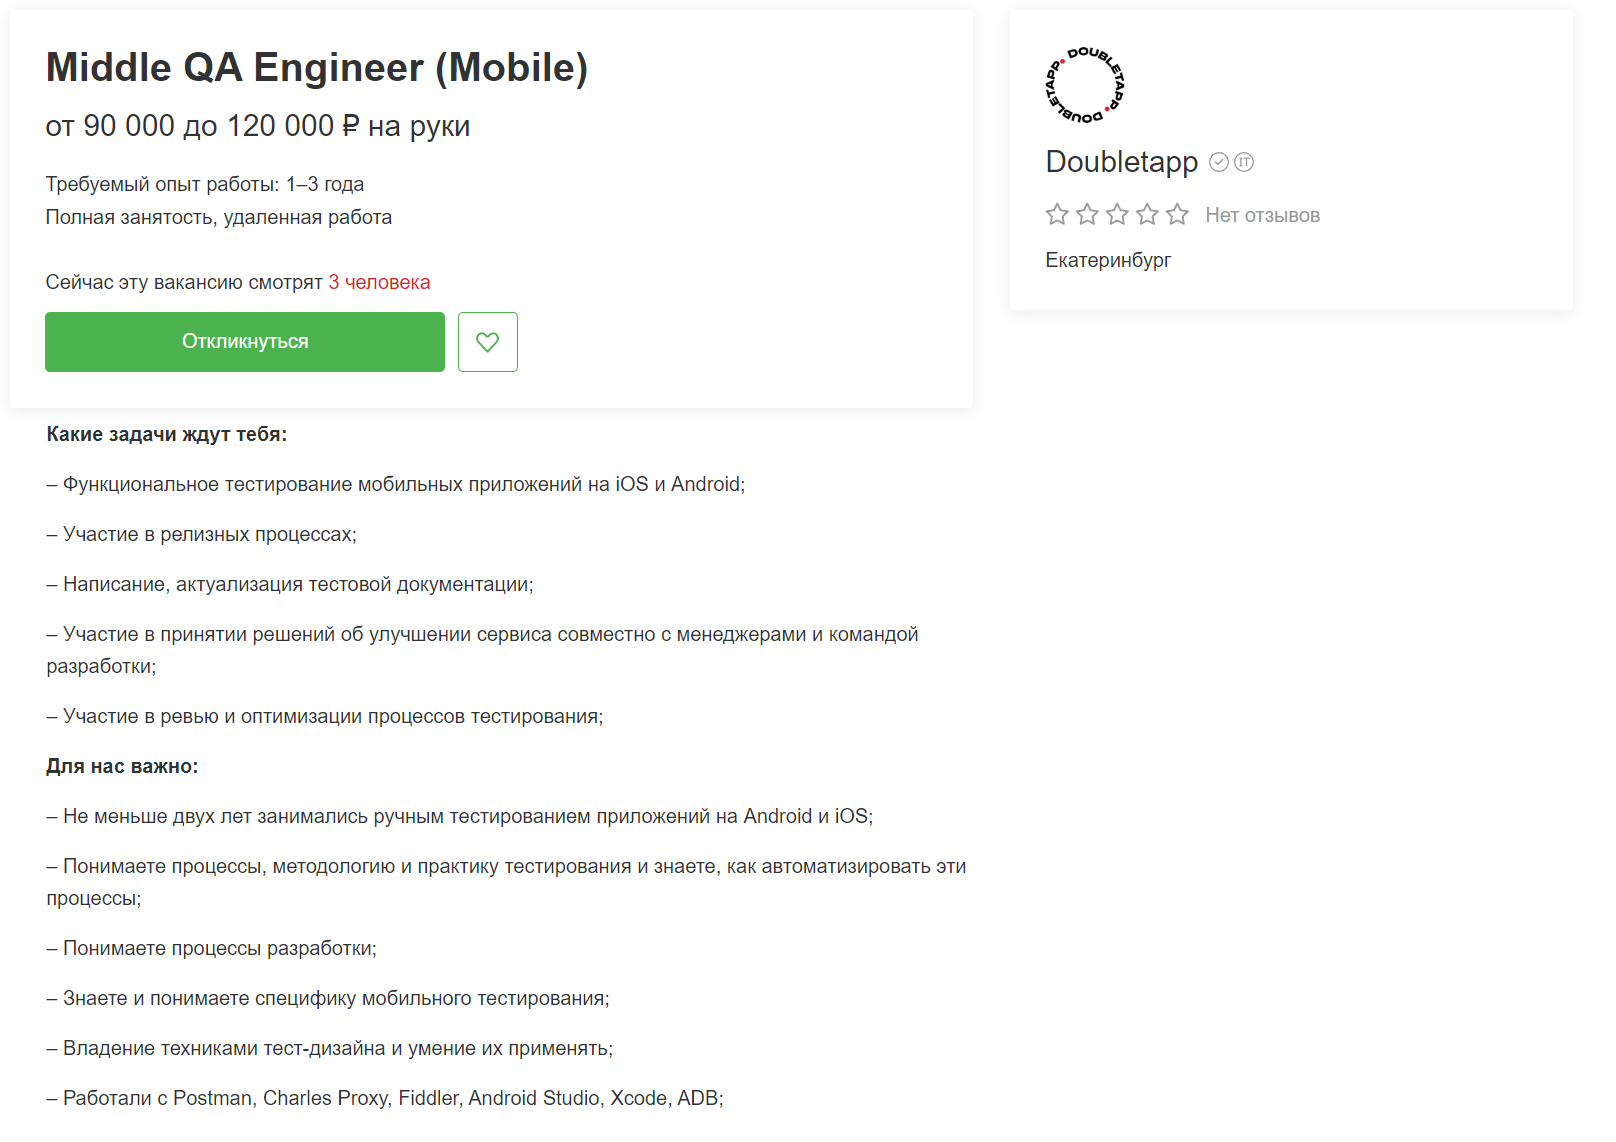 Middle QA Engineer (Mobile)
от 90 000 до 120 000 ₽ на руки
Требуемый опыт работы: 1–3 года
Полная занятость, удаленная работа
Сейчас эту вакансию смотрят 3 человека
Откликнуться
DOUBLETAPP. DOUBLETAPP.
Doubletapp
IT
Нет отзывов
Екатеринбург
Какие задачи ждут тебя:
– Функциональное тестирование мобильных приложений на iOS и Android;
– Участие в релизных процессах;
– Написание, актуализация тестовой документации;
– Участие в принятии решений об улучшении сервиса совместно с менеджерами и командой
разработки;
– Участие в ревью и оптимизации процессов тестирования;
Для нас важно:
– Не меньше двух лет занимались ручным тестированием приложений на Android и iOS;
– Понимаете процессы, методологию и практику тестирования и знаете, как автоматизировать эти
процессы;
– Понимаете процессы разработки;
– Знаете и понимаете специфику мобильного тестирования;
– Владение техниками тест-дизайна и умение их применять;
– Работали с Postman, Charles Proxy, Fiddler, Android Studio, Xcode, ADB;